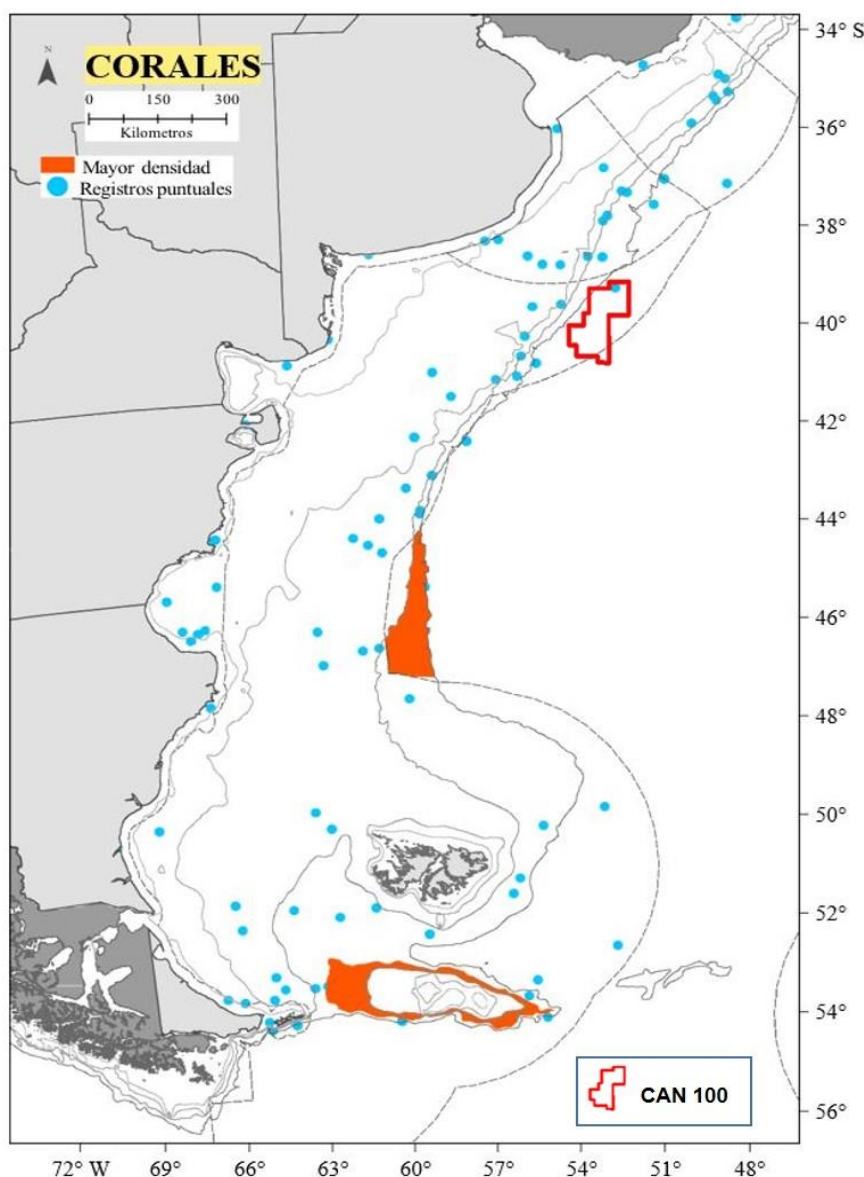 N
CORALES
0 150 300
Kilometros
Mayor densidad
Registros puntuales
34° S
36°
38°
40°
42°
44°
46°
48°
50°
52°
54°
56°
CAN 100
72° W 69° 66° 63° 60° 57° 54° 51° 48°